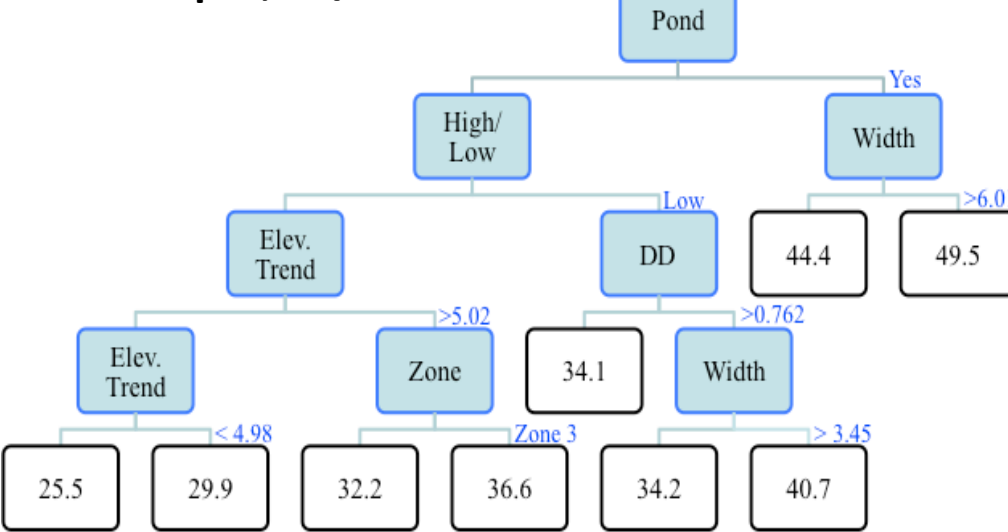 Pond
Yes
High/
Low
Width
Low
>6.0
Elev.
Trend
DD
44.4
49.5
>5.02
>0.762
Elev.
Trend
Zone
34.1
Width
< 4.98
Zone 3
> 3.45
25.5
29.9
32.2
36.6
34.2
40.7